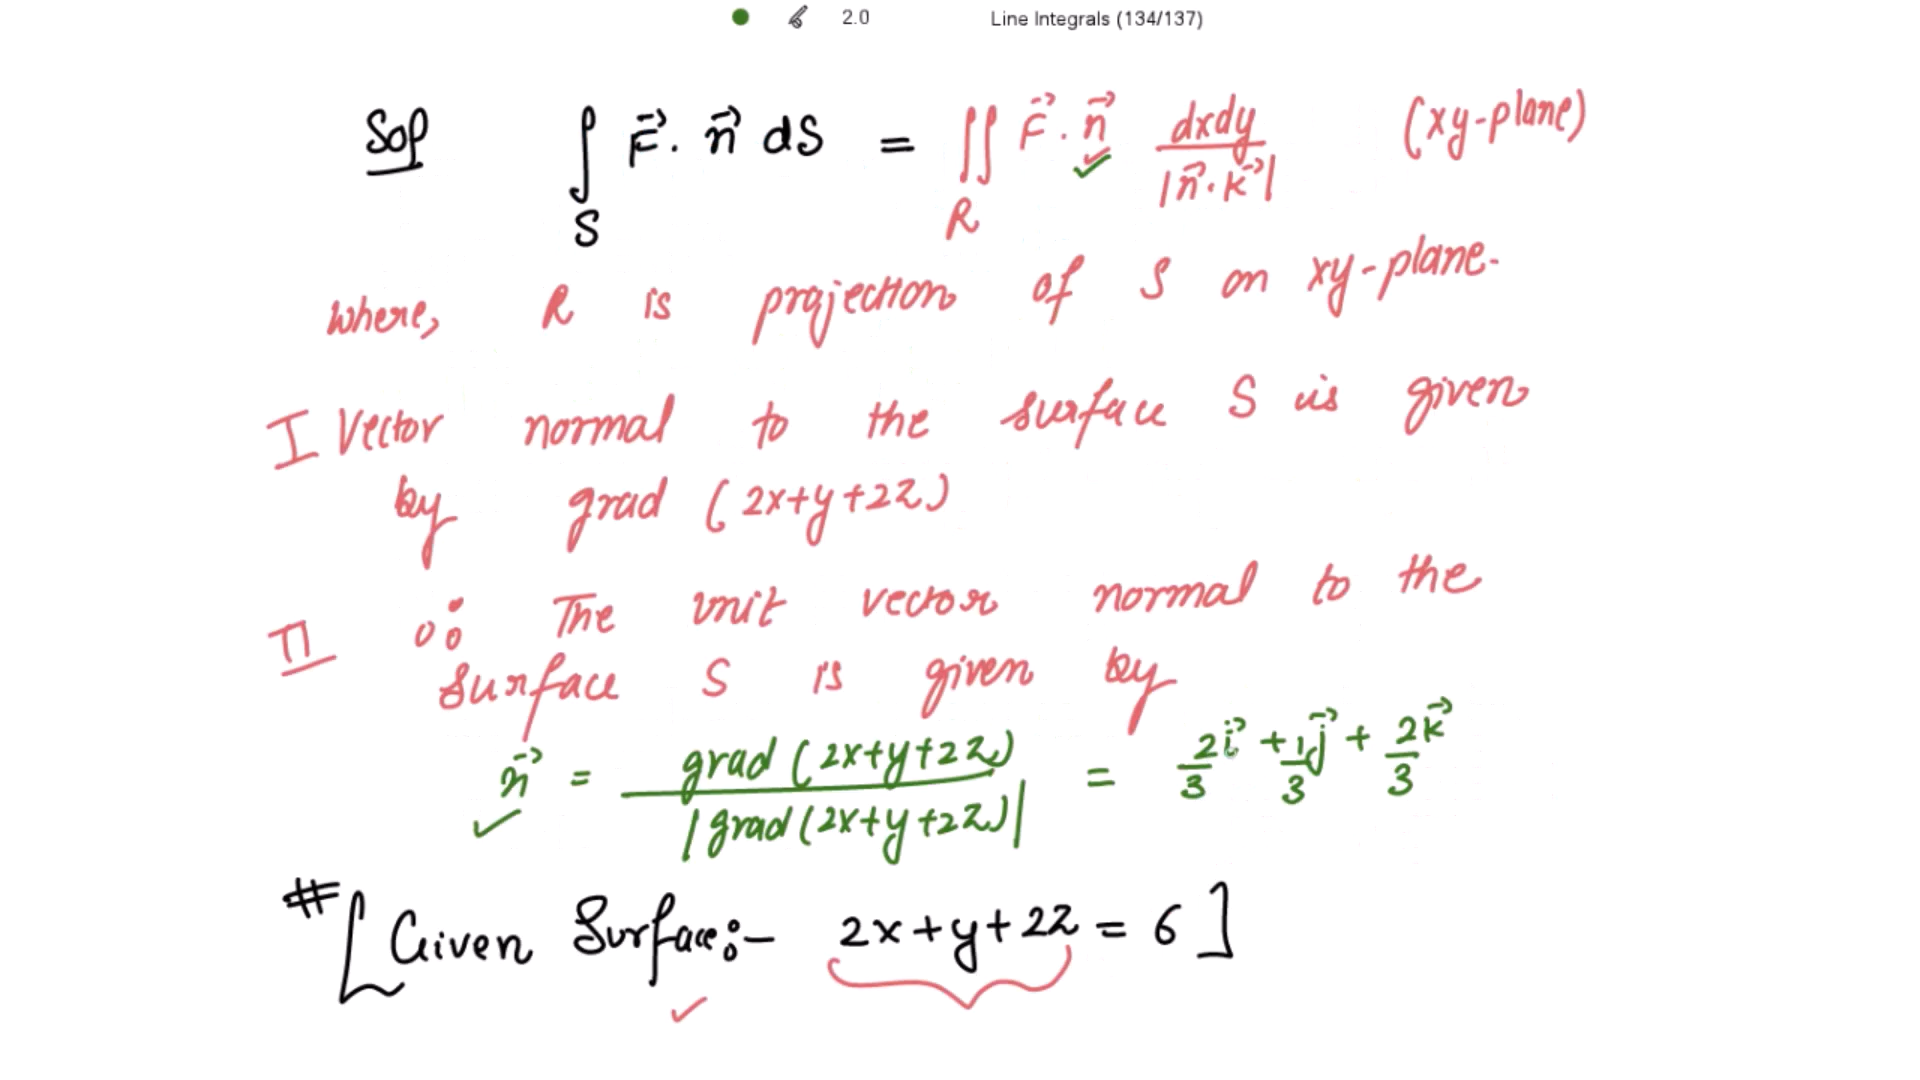 2.0 Line Integrals (134/137)
Sol ∫_S F⃗. n⃗ dS = ∬_R F⃗. n⃗ dxdy/|n⃗.k⃗| (xy-plane)
where, R is projection of S on xy-plane.
I Vector normal to the surface S is given
by grad (2x+y+2z)
II ∴ The unit vector normal to the
surface S is given by
n⃗ = grad (2x+y+2z)/|grad(2x+y+2z)| = 2/3 i⃗ + 1/3 j⃗ + 2/3 k⃗
# [Given Surface:- 2x+y+2z = 6]